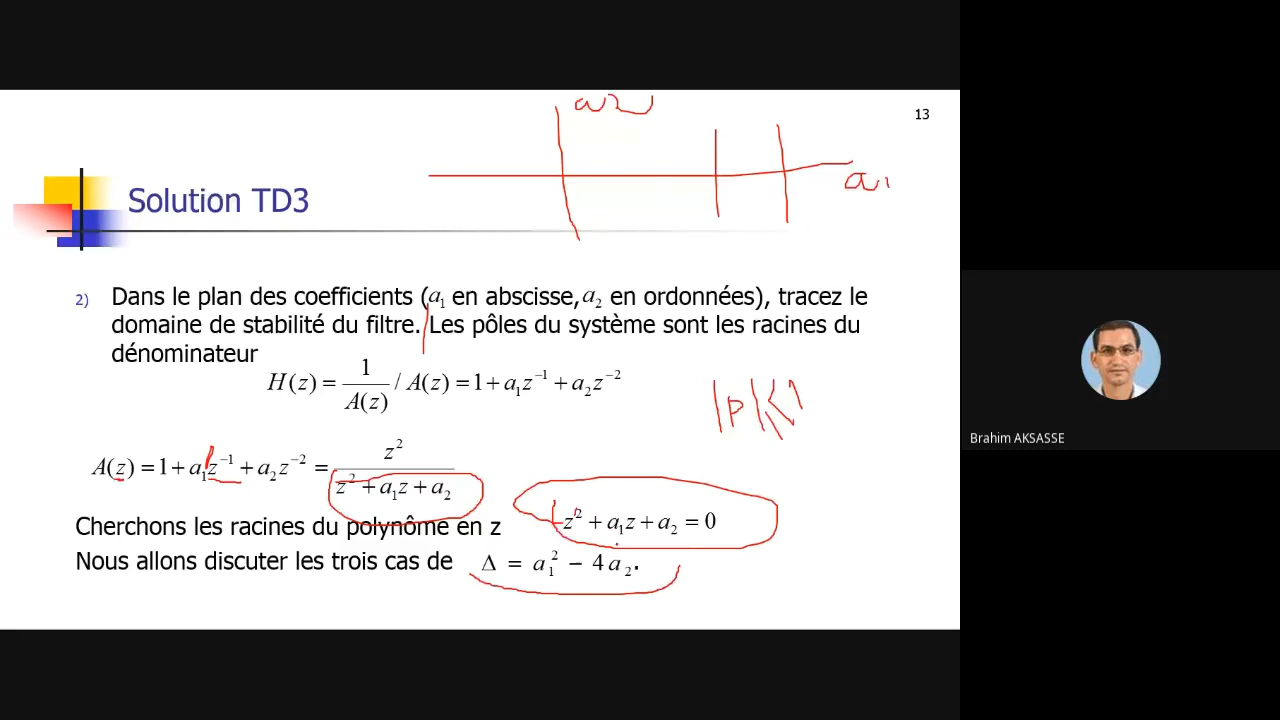 a2
13
a1
Solution TD3
2) Dans le plan des coefficients (a₁ en abscisse, a₂ en ordonnées), tracez le
domaine de stabilité du filtre. Les pôles du système sont les racines du
dénominateur
H(z) = 1/A(z) / A(z) = 1 + a₁z⁻¹ + a₂z⁻²
|p|<1
A(z) = 1 + a₁z⁻¹ + a₂z⁻² = z²/(z² + a₁z + a₂)
Cherchons les racines du polynôme en z z² + a₁z + a₂ = 0
Nous allons discuter les trois cas de Δ = a₁² − 4a₂.
Brahim AKSASSE